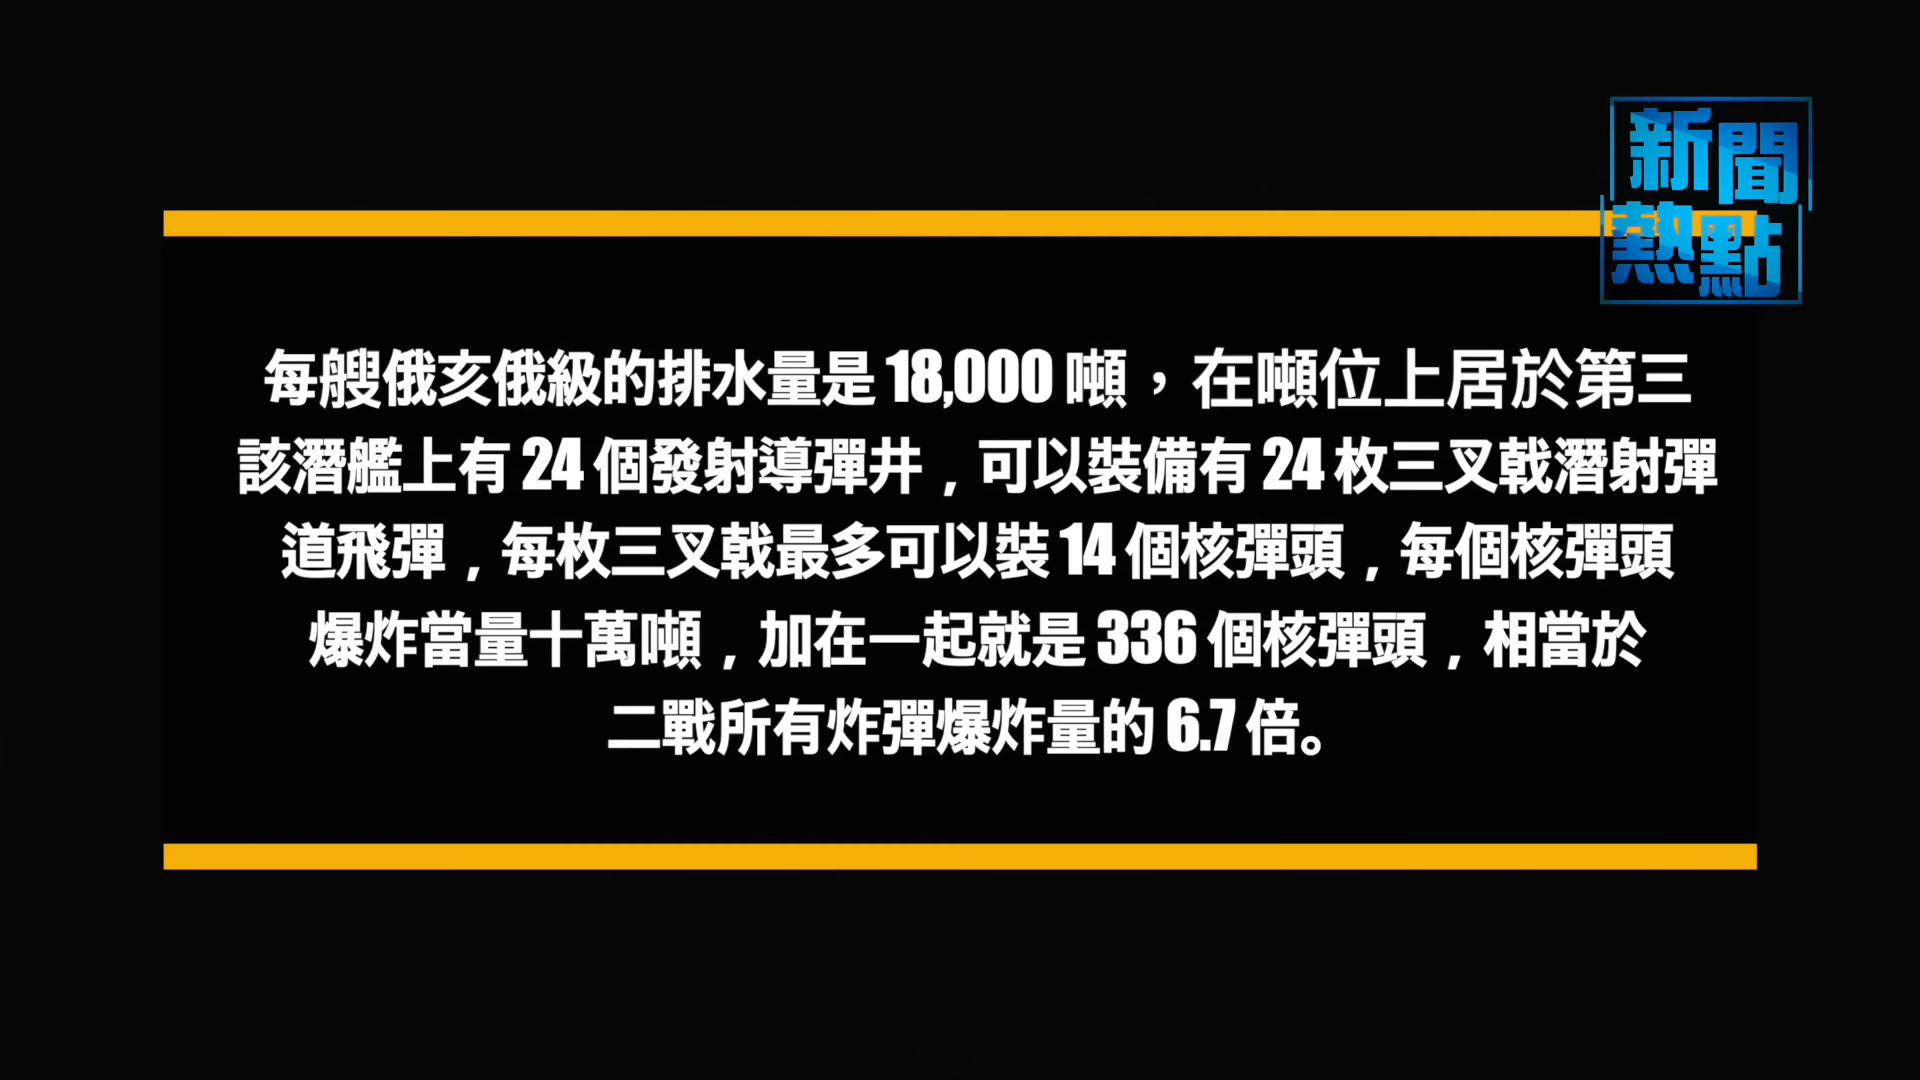 新聞
熱點
每艘俄亥俄級的排水量是18,000噸，在噸位上居於第三
該潛艦上有24個發射導彈井，可以裝備有24枚三叉戟潛射彈
道飛彈，每枚三叉戟最多可以裝14個核彈頭，每個核彈頭
爆炸當量十萬噸，加在一起就是336個核彈頭，相當於
二戰所有炸彈爆炸量的6.7倍。